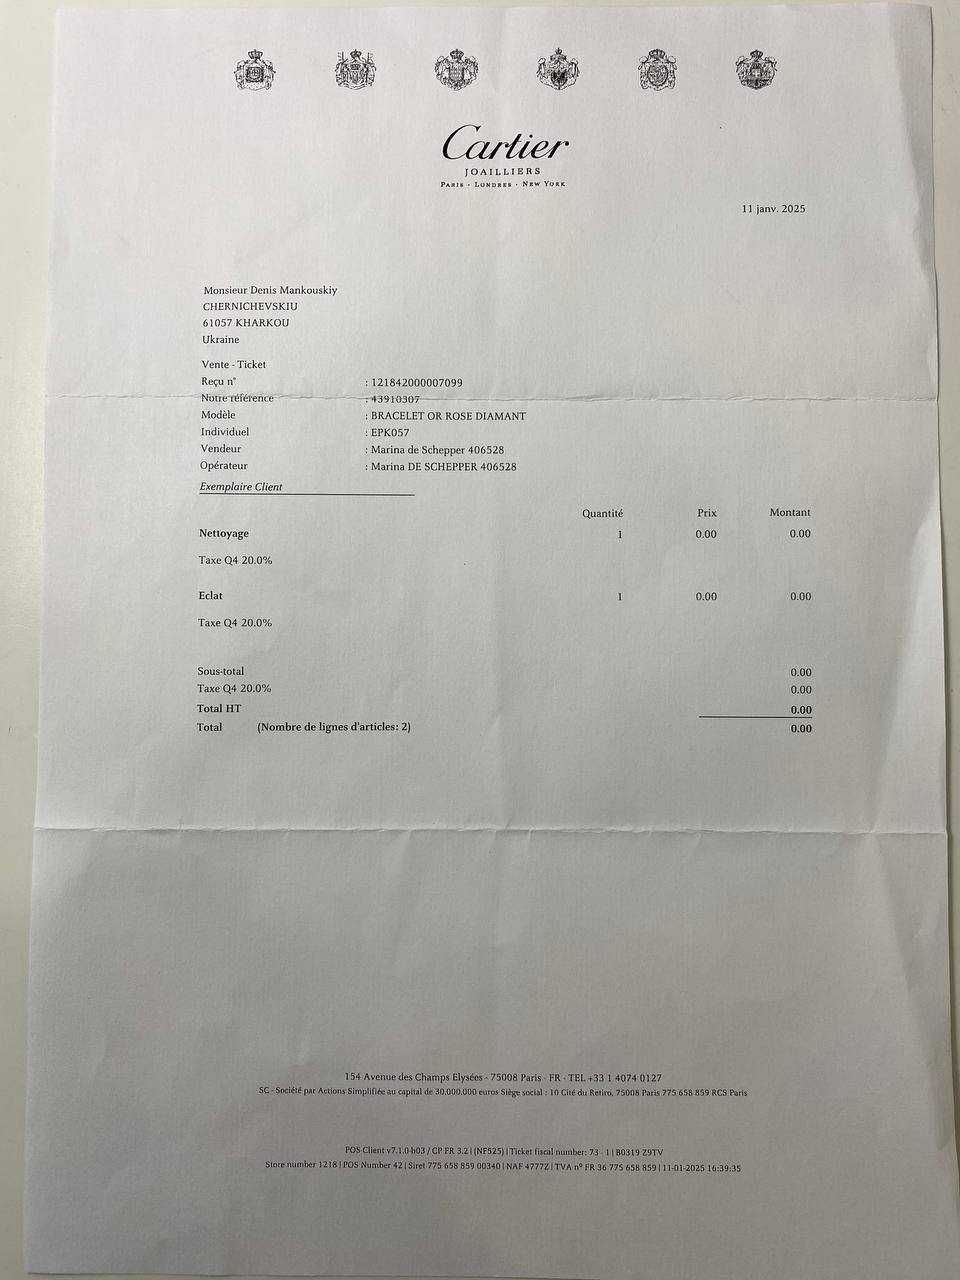 Cartier
JOAILLIERS
PARIS · LONDRES · NEW YORK
11 janv. 2025
Monsieur Denis Mankouskiy
CHERNICHEVSKIU
61057 KHARKOU
Ukraine
Vente - Ticket
Reçu n° : 121842000007099
Notre référence : 43910307
Modèle : BRACELET OR ROSE DIAMANT
Individuel : EPK057
Vendeur : Marina de Schepper 406528
Opérateur : Marina DE SCHEPPER 406528
Exemplaire Client
Quantité Prix Montant
Nettoyage 1 0.00 0.00
Taxe Q4 20.0%
Eclat 1 0.00 0.00
Taxe Q4 20.0%
Sous-total 0.00
Taxe Q4 20.0% 0.00
Total HT 0.00
Total (Nombre de lignes d'articles: 2) 0.00
154 Avenue des Champs Elysées - 75008 Paris - FR - TEL +33 1 4074 0127
SC - Société par Actions Simplifiée au capital de 30.000.000 euros Siège social : 10 Cité du Retiro, 75008 Paris 775 658 859 RCS Paris
POS Client v7.1.0-h03 / CP FR 3.2 | (NF525) | Ticket fiscal number: 73 - 1 | B0319 Z9TV
Store number 1218 | POS Number 42 | Siret 775 658 859 00340 | NAF 4777Z | TVA n° FR 36 775 658 859 | 11-01-2025 16:39:35